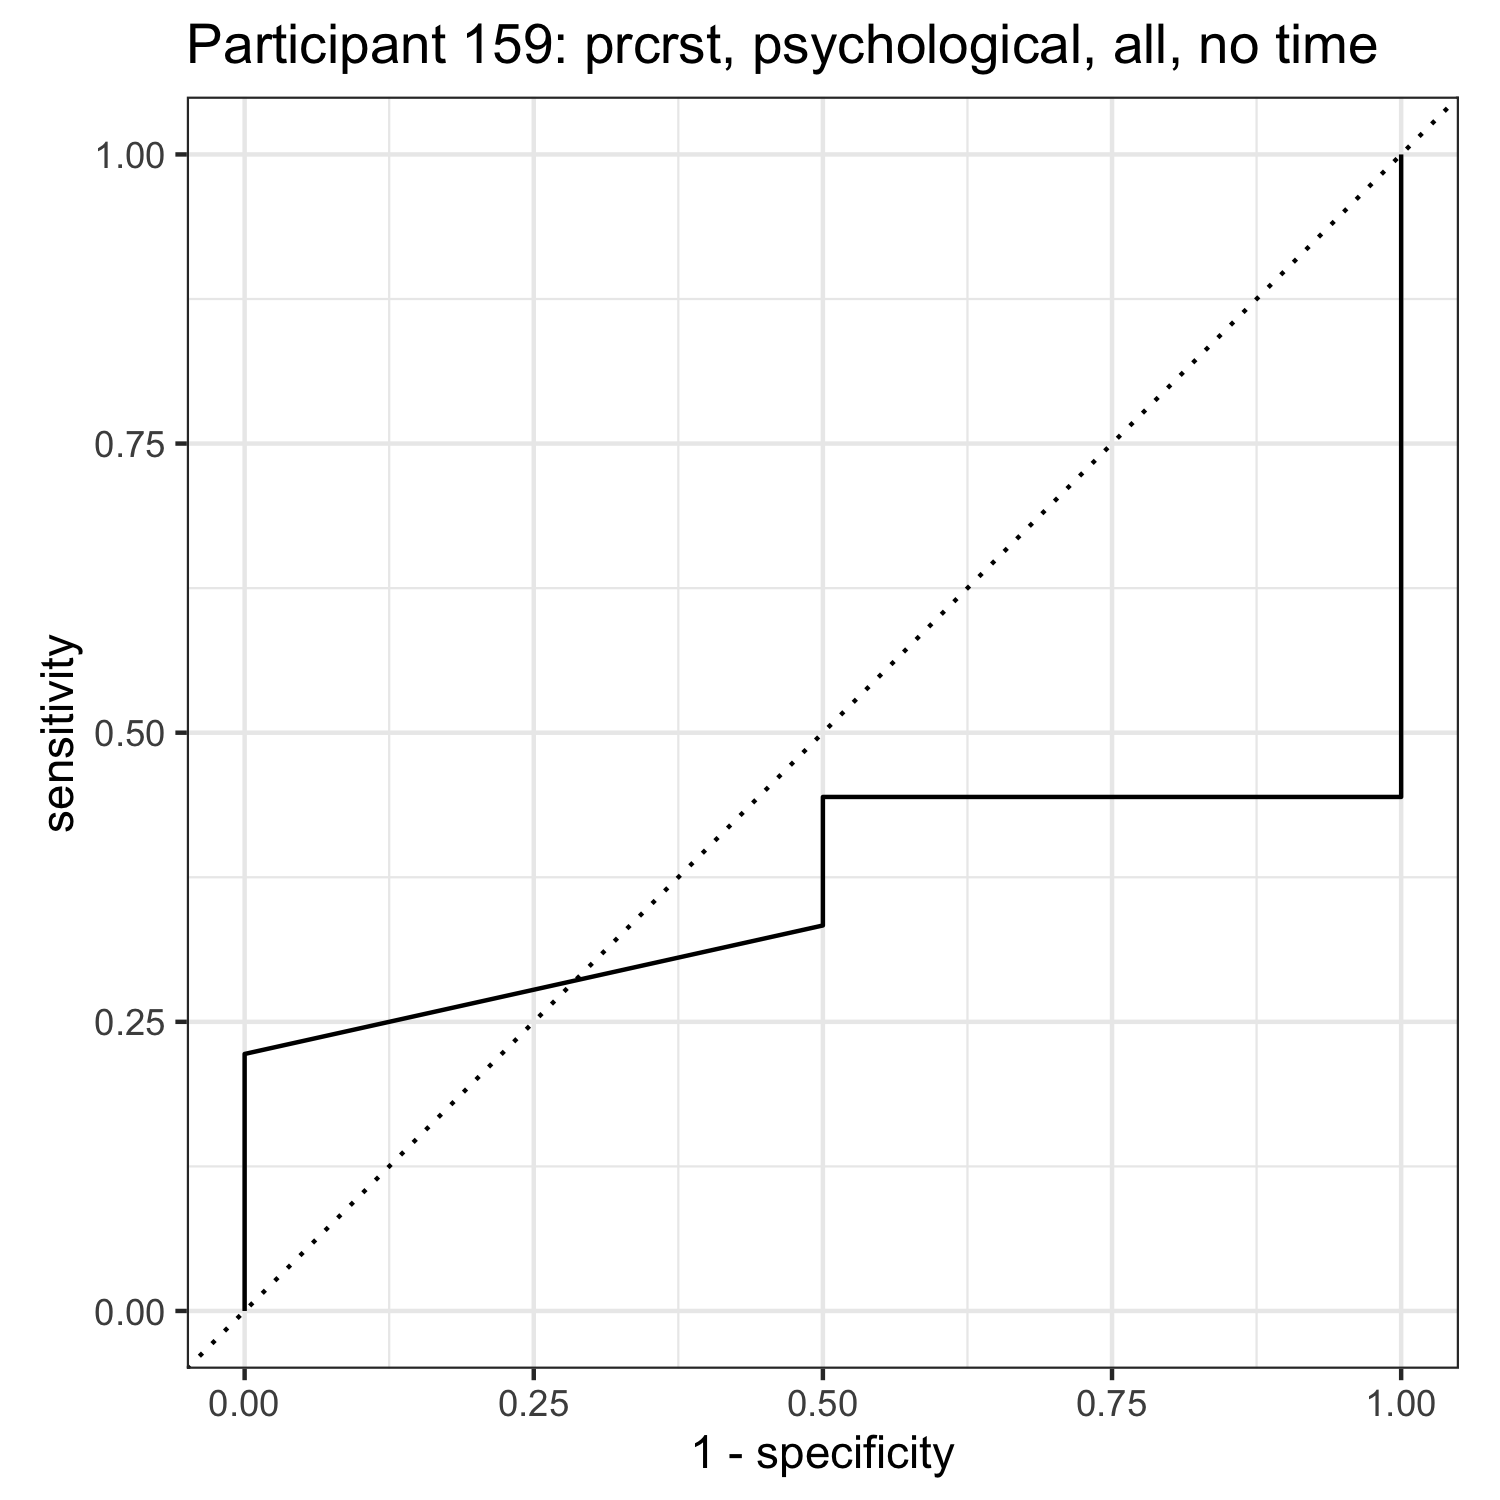 Participant 159: prcrst, psychological, all, no time
1.00
0.75
0.50
0.25
0.00
sensitivity
0.00 0.25 0.50 0.75 1.00
1 - specificity